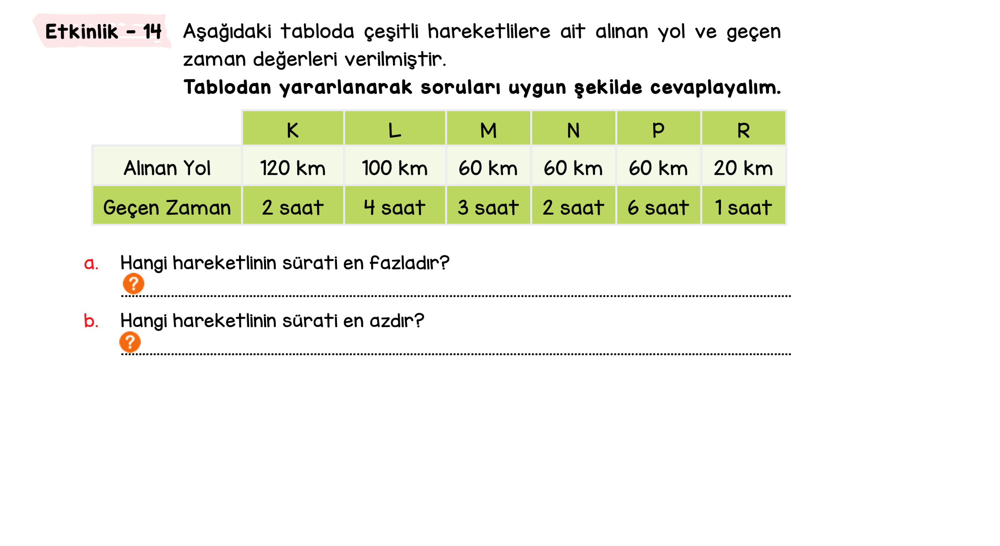 Etkinlik - 14 Aşağıdaki tabloda çeşitli hareketlilere ait alınan yol ve geçen
zaman değerleri verilmiştir.
Tablodan yararlanarak soruları uygun şekilde cevaplayalım.
K L M N P R
Alınan Yol 120 km 100 km 60 km 60 km 60 km 20 km
Geçen Zaman 2 saat 4 saat 3 saat 2 saat 6 saat 1 saat
a. Hangi hareketlinin sürati en fazladır?
?
b. Hangi hareketlinin sürati en azdır?
?